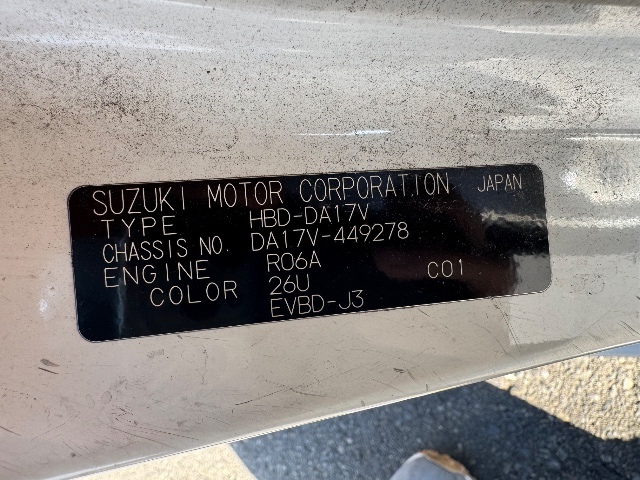 SUZUKI MOTOR CORPORATION JAPAN
TYPE HBD-DA17V
CHASSIS NO. DA17V-449278
ENGINE R06A C01
COLOR 26U
EVBD-J3